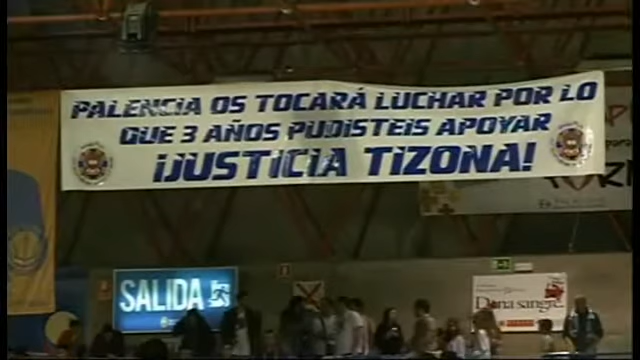 PALENCIA OS TOCARÁ LUCHAR POR LO
QUE 3 AÑOS PUDISTEIS APOYAR
¡JUSTICIA TIZONA!
SALIDA
Dona sangre